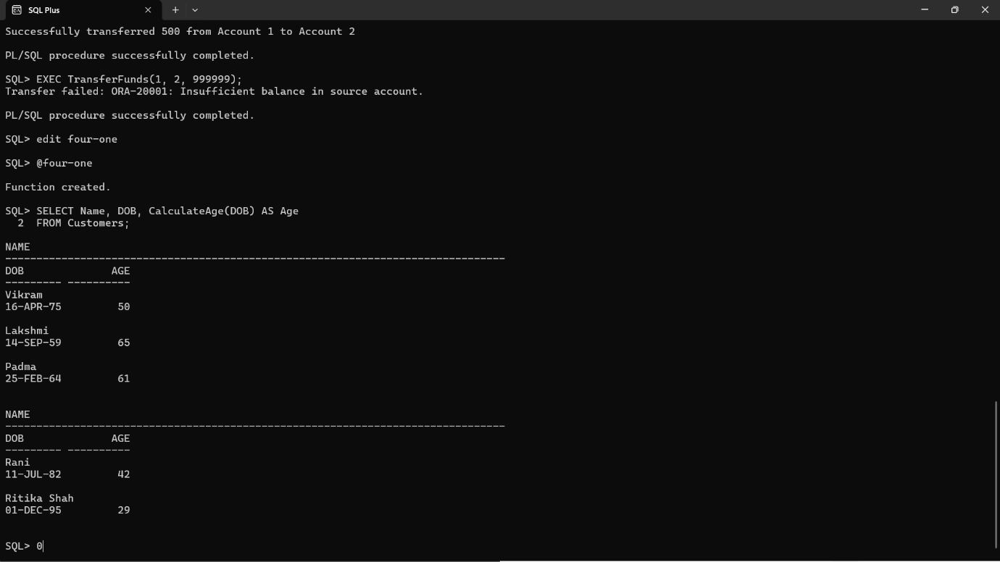 SQL Plus
Successfully transferred 500 from Account 1 to Account 2
PL/SQL procedure successfully completed.
SQL> EXEC TransferFunds(1, 2, 999999);
Transfer failed: ORA-20001: Insufficient balance in source account.
PL/SQL procedure successfully completed.
SQL> edit four-one
SQL> @four-one
Function created.
SQL> SELECT Name, DOB, CalculateAge(DOB) AS Age
  2  FROM Customers;
NAME
--------------------------------------------------------------------------------
DOB              AGE
--------- ----------
Vikram
16-APR-75         50
Lakshmi
14-SEP-59         65
Padma
25-FEB-64         61
NAME
--------------------------------------------------------------------------------
DOB              AGE
--------- ----------
Rani
11-JUL-82         42
Ritika Shah
01-DEC-95         29
SQL> 0